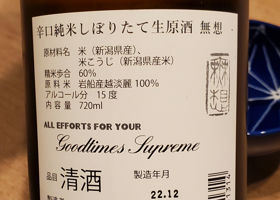 辛口純米しぼりたて生原酒 無想
原材料名 米（新潟県産）、
米こうじ（新潟県産米）
精米歩合 60%
原料米 岩船産越淡麗 100%
アルコール分 15度
内容量 720ml
無想
ALL EFFORTS FOR YOUR
Goodtimes Supreme
品目 清酒
製造年月
22.12